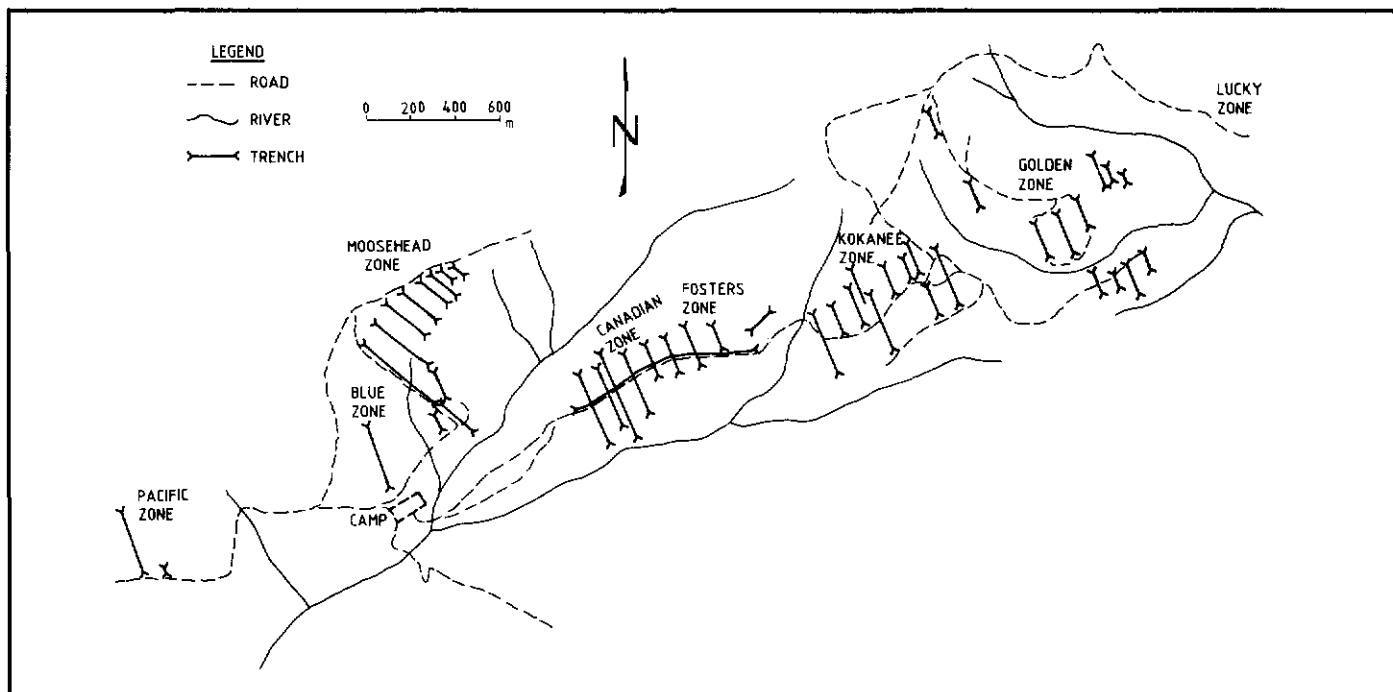 LEGEND
ROAD
RIVER
TRENCH
0 200 400 600
m
N
LUCKY
ZONE
GOLDEN
ZONE
MOOSEHEAD
ZONE
KOKANEE
ZONE
FOSTERS
ZONE
CANADIAN
ZONE
BLUE
ZONE
PACIFIC
ZONE
CAMP